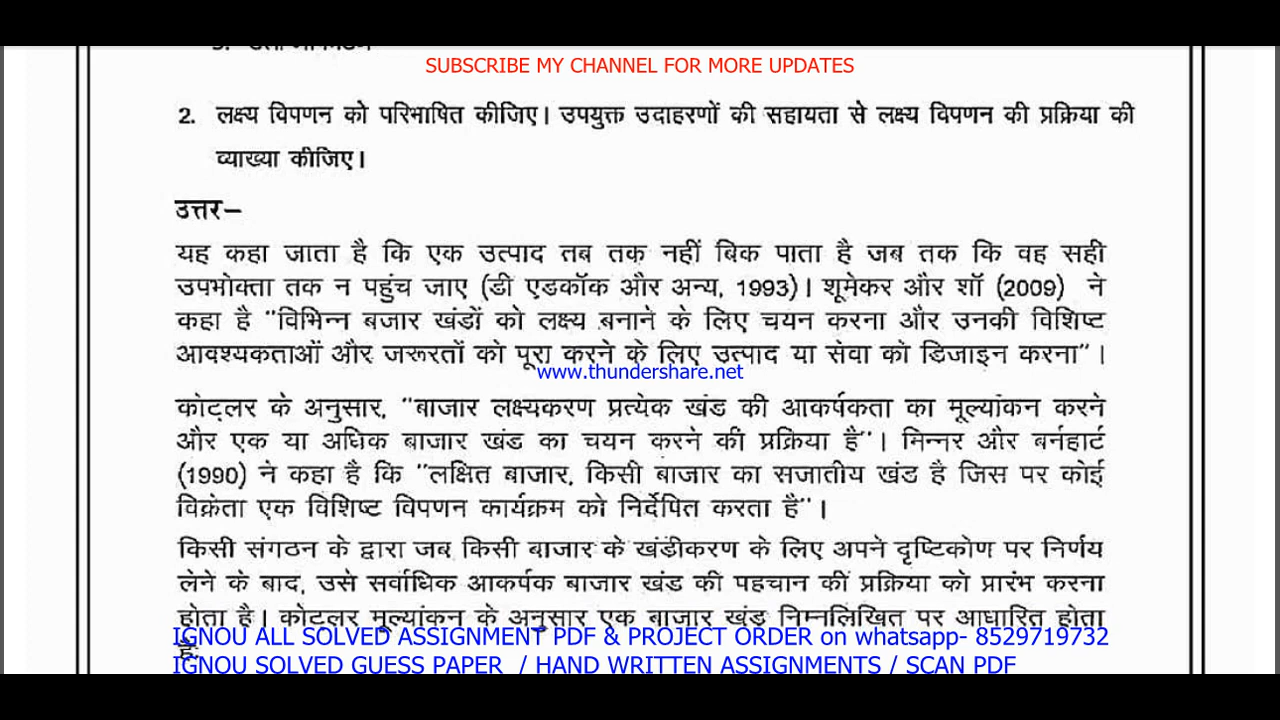 SUBSCRIBE MY CHANNEL FOR MORE UPDATES
2. लक्ष्य विपणन को परिभाषित कीजिए। उपयुक्त उदाहरणों की सहायता से लक्ष्य विपणन की प्रक्रिया की
व्याख्या कीजिए।
उत्तर–
यह कहा जाता है कि एक उत्पाद तब तक नहीं बिक पाता है जब तक कि वह सही
उपभोक्ता तक न पहुंच जाए (डी एडकॉक और अन्य, 1993)। शूमेकर और शॉ (2009) ने
कहा है "विभिन्न बजार खंडों को लक्ष्य बनाने के लिए चयन करना और उनकी विशिष्ट
आवश्यकताओं और जरूरतों को पूरा करने के लिए उत्पाद या सेवा को डिजाइन करना"।
www.thundershare.net
कोटलर के अनुसार, "बाजार लक्ष्यकरण प्रत्येक खंड की आकर्षकता का मूल्यांकन करने
और एक या अधिक बाजार खंड का चयन करने की प्रक्रिया है"। मिन्नर और बर्नहार्ट
(1990) ने कहा है कि "लक्षित बाजार, किसी बाजार का सजातीय खंड है जिस पर कोई
विक्रेता एक विशिष्ट विपणन कार्यक्रम को निर्देपित करता है"।
किसी संगठन के द्वारा जब किसी बाजार के खंडीकरण के लिए अपने दृष्टिकोण पर निर्णय
लेने के बाद, उसे सर्वाधिक आकर्षक बाजार खंड की पहचान की प्रक्रिया को प्रारंभ करना
होता है। कोटलर मूल्यांकन के अनुसार एक बाजार खंड निम्नलिखित पर आधारित होता
IGNOU ALL SOLVED ASSIGNMENT PDF & PROJECT ORDER on whatsapp- 8529719732
है:
IGNOU SOLVED GUESS PAPER / HAND WRITTEN ASSIGNMENTS / SCAN PDF